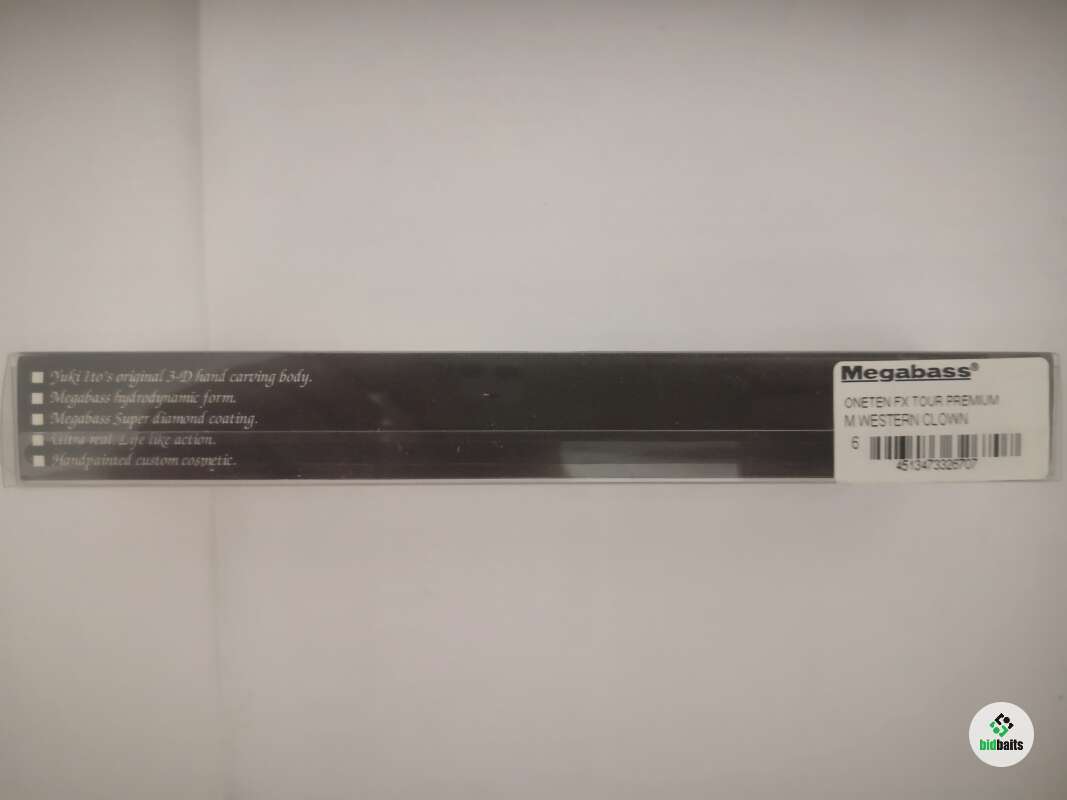 Yuki Ito's original 3-D hand carving body.
Megabass hydrodynamic form.
Megabass Super diamond coating.
Ultra real. Life like action.
Handpainted custom cosmetic.
Megabass®
ONETEN FX TOUR PREMIUM
M WESTERN CLOWN
6
4513473326707
bidbaits